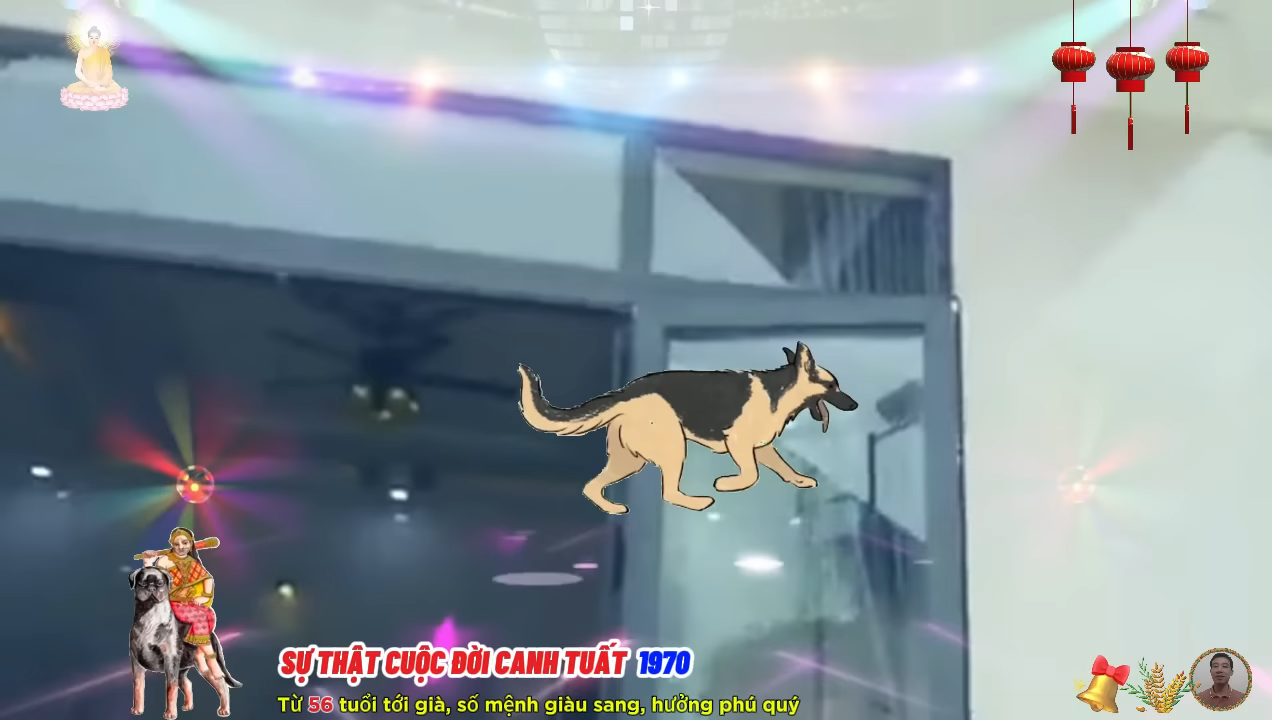 SỰ THẬT CUỘC ĐỜI CANH TUẤT 1970
Từ 56 tuổi tới già, số mệnh giàu sang, hưởng phú quý